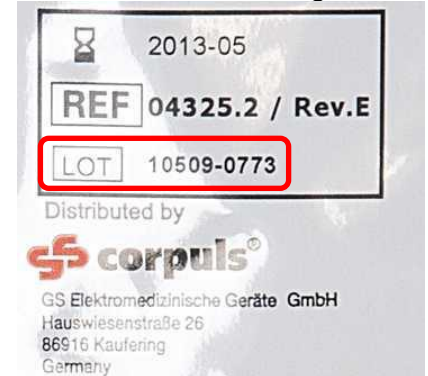 2013-05
REF 04325.2 / Rev.E
LOT 10509-0773
Distributed by
corpuls®
GS Elektromedizinische Geräte GmbH
Hauswiesenstraße 26
86916 Kaufering
Germany